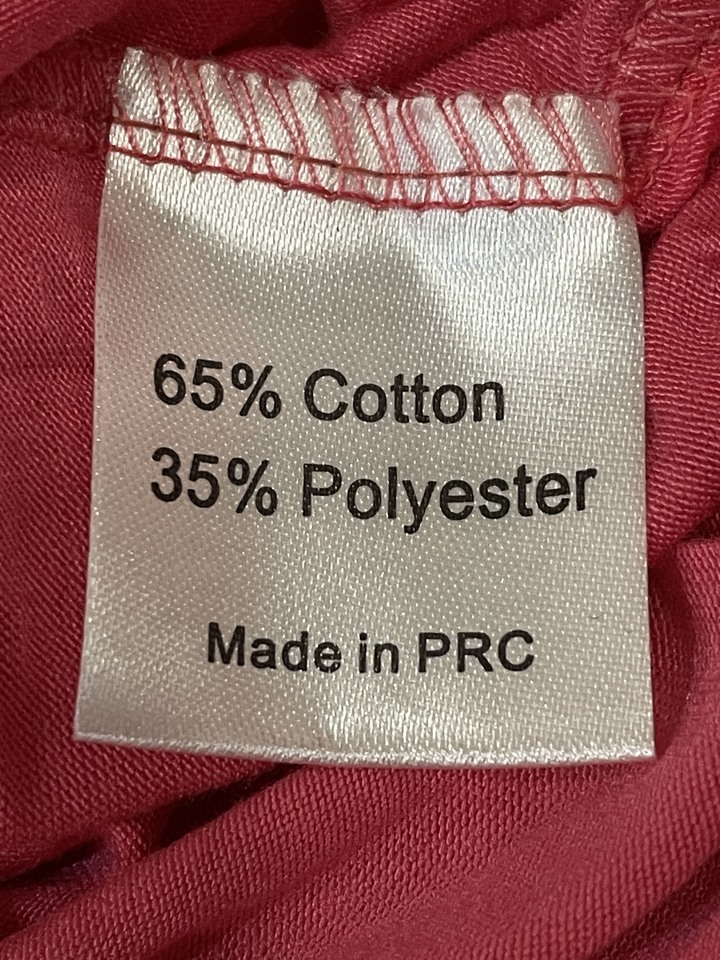 65% Cotton
35% Polyester
Made in PRC